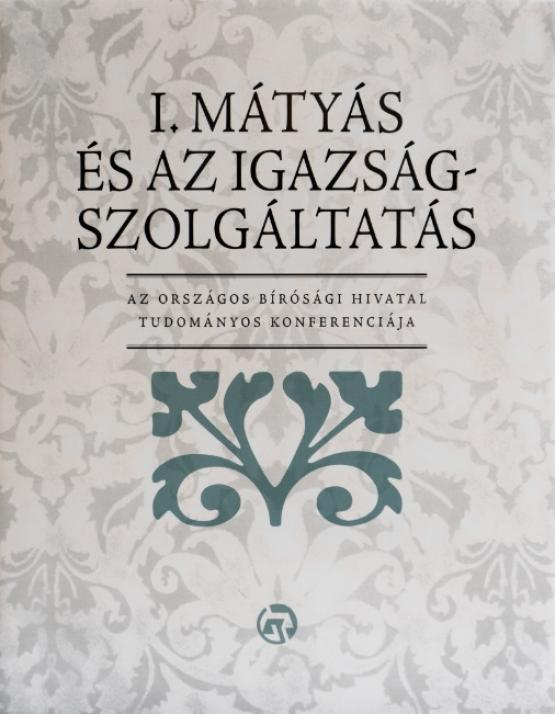 I. MÁTYÁS
ÉS AZ IGAZSÁG-
SZOLGÁLTATÁS
AZ ORSZÁGOS BÍRÓSÁGI HIVATAL
TUDOMÁNYOS KONFERENCIÁJA